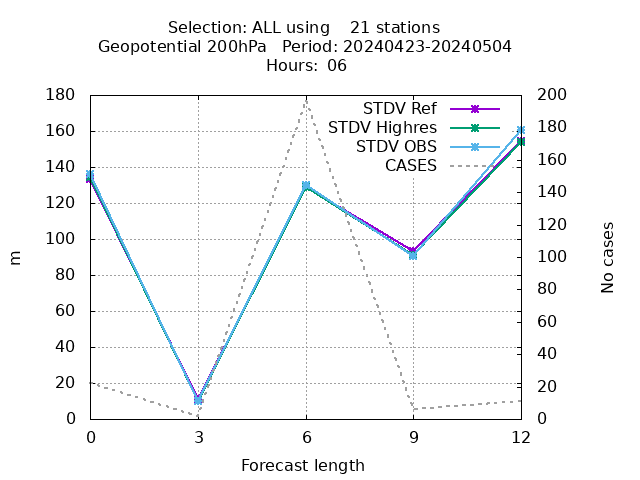 Selection: ALL using    21 stations
Geopotential 200hPa   Period: 20240423-20240504
Hours: 06
180
160
140
120
100
80
60
40
20
0
m
STDV Ref
STDV Highres
STDV OBS
CASES
200
180
160
140
120
100
80
60
40
20
0
No cases
0
3
6
9
12
Forecast length